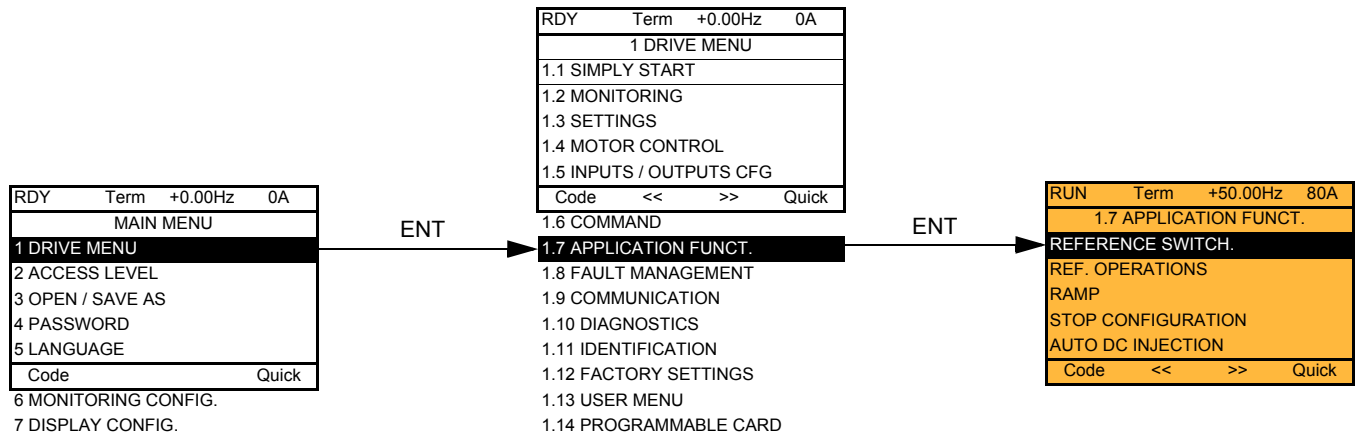 RDY Term +0.00Hz 0A
MAIN MENU
1 DRIVE MENU
2 ACCESS LEVEL
3 OPEN / SAVE AS
4 PASSWORD
5 LANGUAGE
Code Quick
6 MONITORING CONFIG.
7 DISPLAY CONFIG.
ENT
RDY Term +0.00Hz 0A
1 DRIVE MENU
1.1 SIMPLY START
1.2 MONITORING
1.3 SETTINGS
1.4 MOTOR CONTROL
1.5 INPUTS / OUTPUTS CFG
Code << >> Quick
1.6 COMMAND
1.7 APPLICATION FUNCT.
1.8 FAULT MANAGEMENT
1.9 COMMUNICATION
1.10 DIAGNOSTICS
1.11 IDENTIFICATION
1.12 FACTORY SETTINGS
1.13 USER MENU
1.14 PROGRAMMABLE CARD
ENT
RUN Term +50.00Hz 80A
1.7 APPLICATION FUNCT.
REFERENCE SWITCH.
REF. OPERATIONS
RAMP
STOP CONFIGURATION
AUTO DC INJECTION
Code << >> Quick